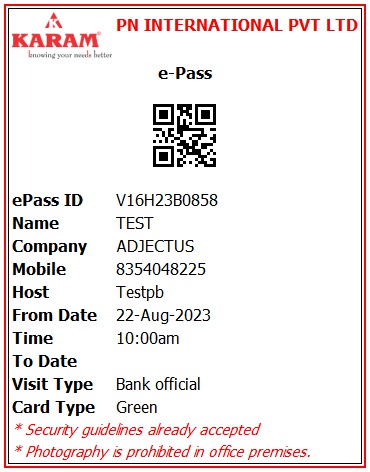 KARAM®
knowing your needs better
PN INTERNATIONAL PVT LTD
e-Pass
ePass ID V16H23B0858
Name TEST
Company ADJECTUS
Mobile 8354048225
Host Testpb
From Date 22-Aug-2023
Time 10:00am
To Date
Visit Type Bank official
Card Type Green
* Security guidelines already accepted
* Photography is prohibited in office premises.